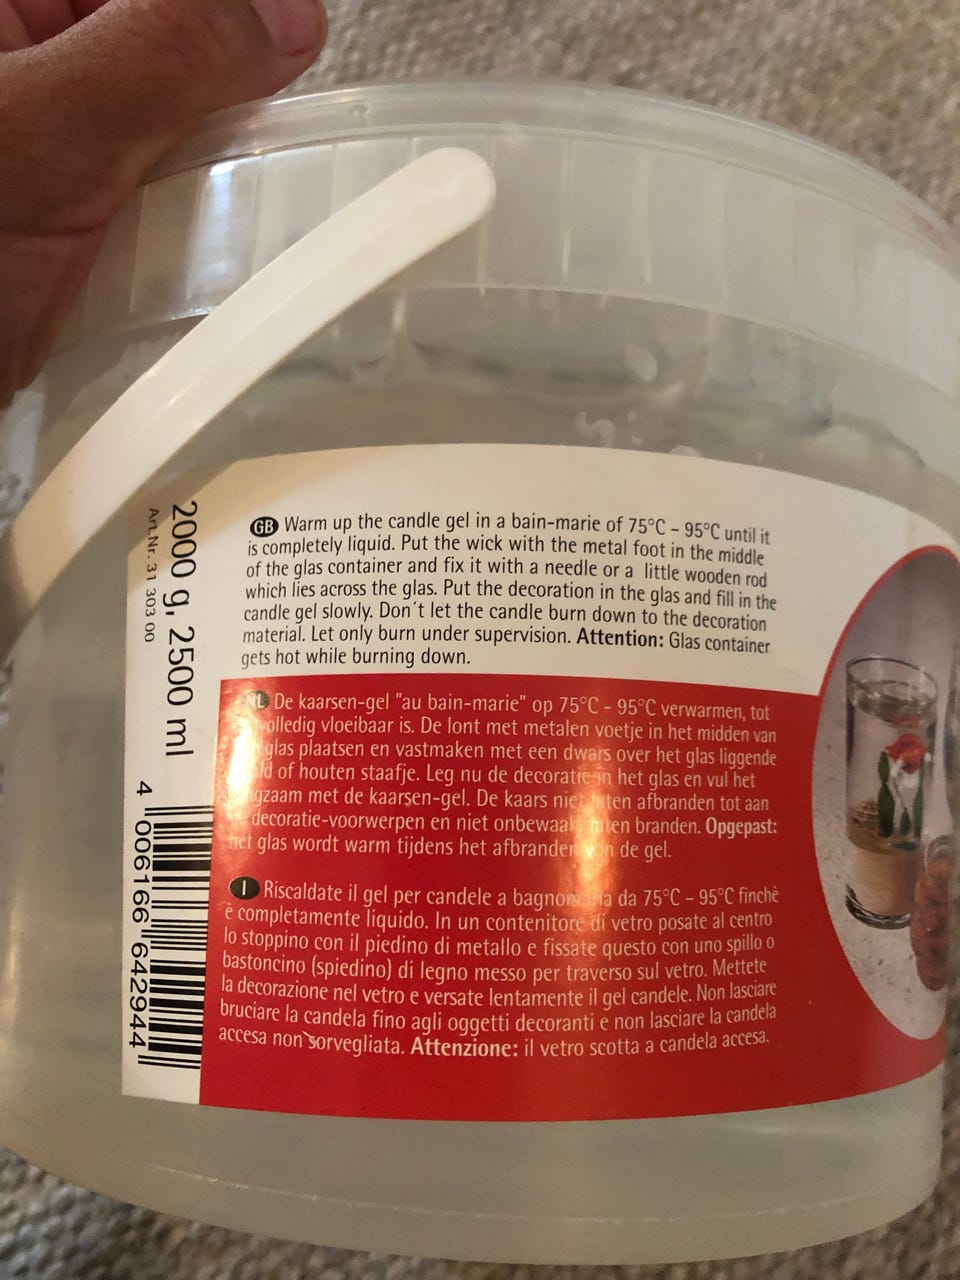 GB Warm up the candle gel in a bain-marie of 75°C - 95°C until it
is completely liquid. Put the wick with the metal foot in the middle
of the glass container and fix it with a needle or a little wooden rod
which lies across the glas. Put the decoration in the glas and fill in the
candle gel slowly. Don´t let the candle burn down to the decoration
material. Let only burn under supervision. Attention: Glas container
gets hot while burning down.
NL De kaarsen-gel "au bain-marie" op 75°C - 95°C verwarmen, tot
volledig vloeibaar is. De lont met metalen voetje in het midden van
glas plaatsen en vastmaken met een dwars over het glas liggende
of houten staafje. Leg nu de decoratie in het glas en vul het
met de kaarsen-gel. De kaars niet laten afbranden tot aan
decoratie-voorwerpen en niet onbewaakt laten branden. Opgepast:
het glas wordt warm tijdens het afbranden van de gel.
I Riscaldate il gel per candele a bagnomaria da 75°C - 95°C finchè
è completamente liquido. In un contenitore di vetro posate al centro
lo stoppino con il piedino di metallo e fissate questo con uno spillo o
bastoncino (spiedino) di legno messo per traverso sul vetro. Mettete
la decorazione nel vetro e versate lentamente il gel candele. Non lasciare
bruciare la candela fino agli oggetti decoranti e non lasciare la candela
accesa non sorvegliata. Attenzione: il vetro scotta a candela accesa.
2000 g, 2500 ml
Art.Nr. 31 303 00
4 006166 642944